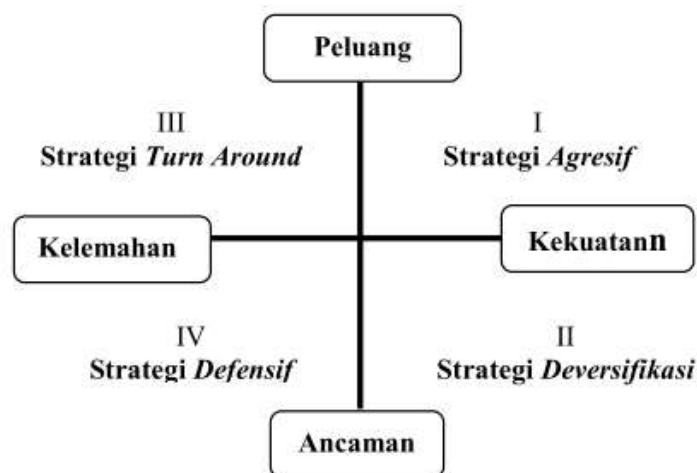 Peluang
III
Strategi Turn Around
I
Strategi Agresif
Kelemahan
Kekuatann
IV
Strategi Defensif
II
Strategi Deversifikasi
Ancaman